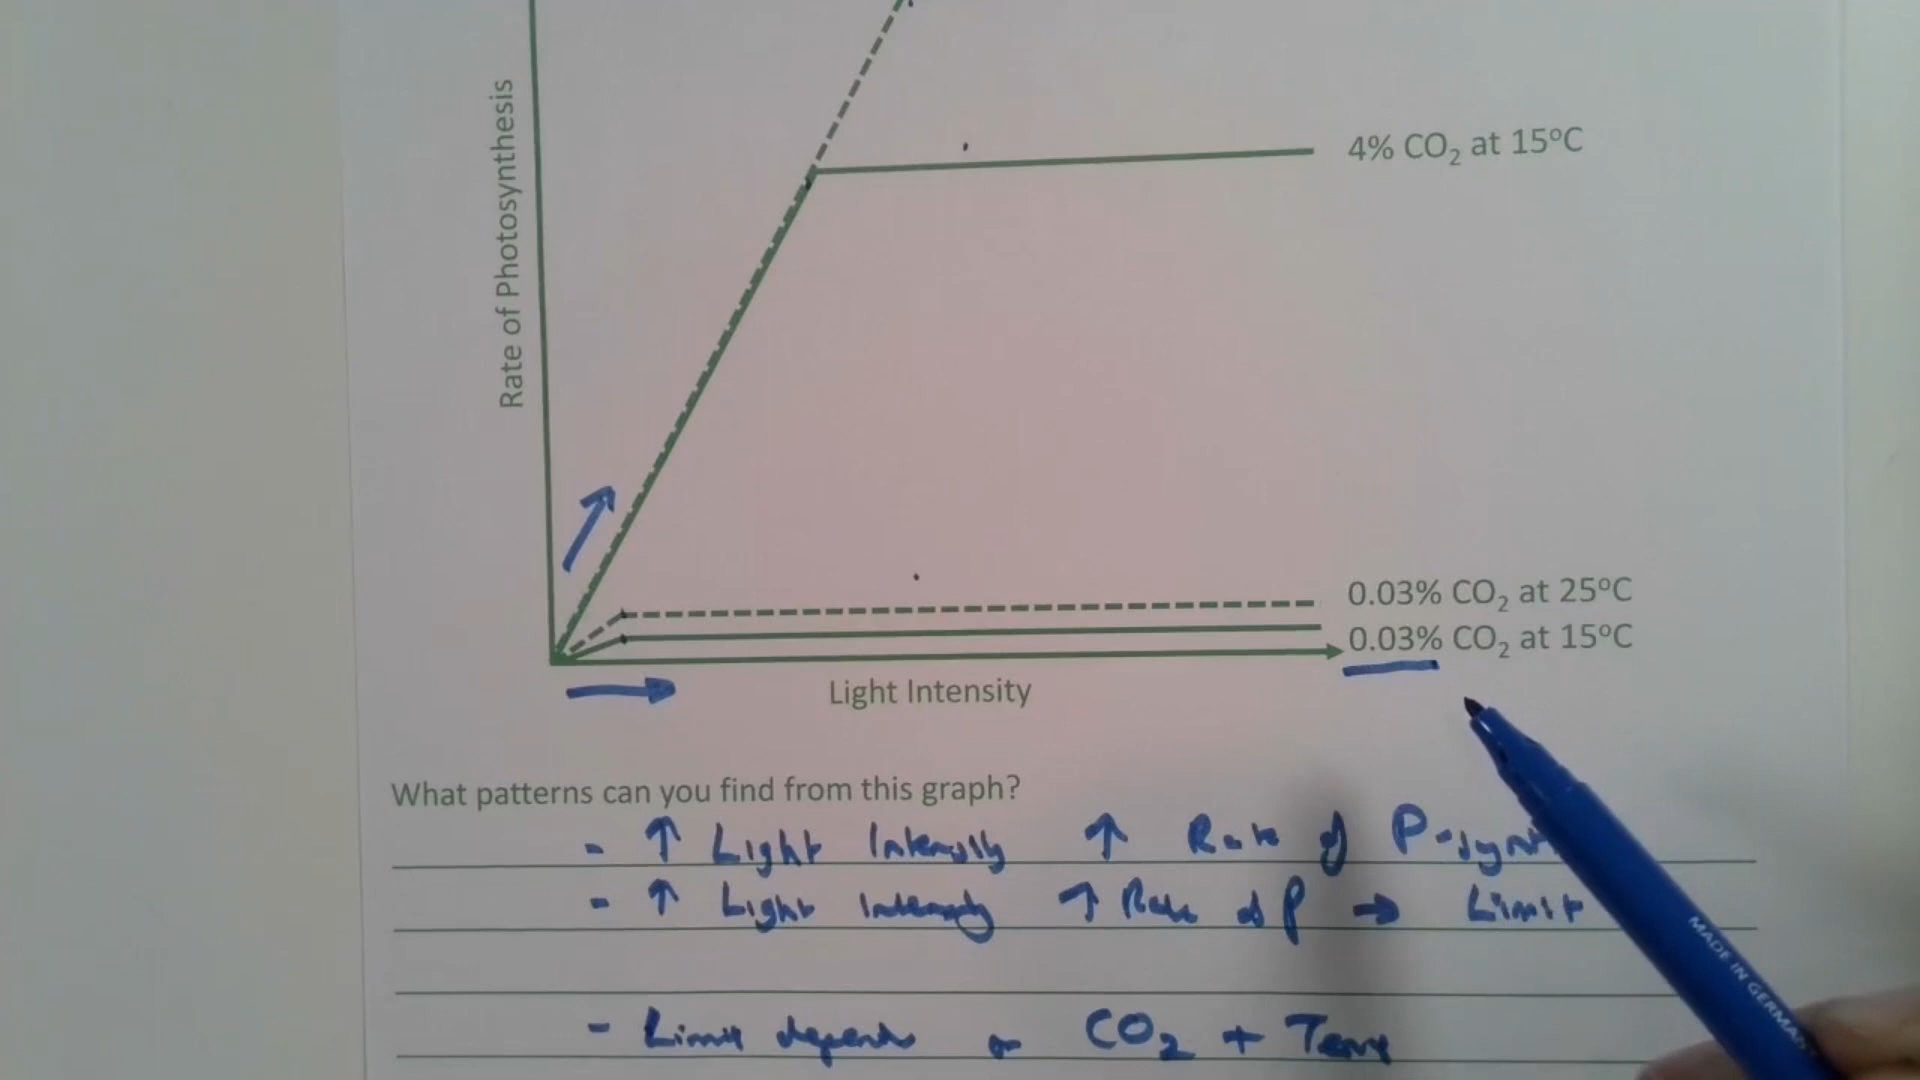 Rate of Photosynthesis
4% CO₂ at 15°C
0.03% CO₂ at 25°C
0.03% CO₂ at 15°C
Light Intensity
What patterns can you find from this graph?
- ↑ Light Intensity ↑ Rate of P-syn
- ↑ Light Intensity ↑ Rate of P → Limit
- Limit depends on CO₂ + Temp
MADE IN GERMANY